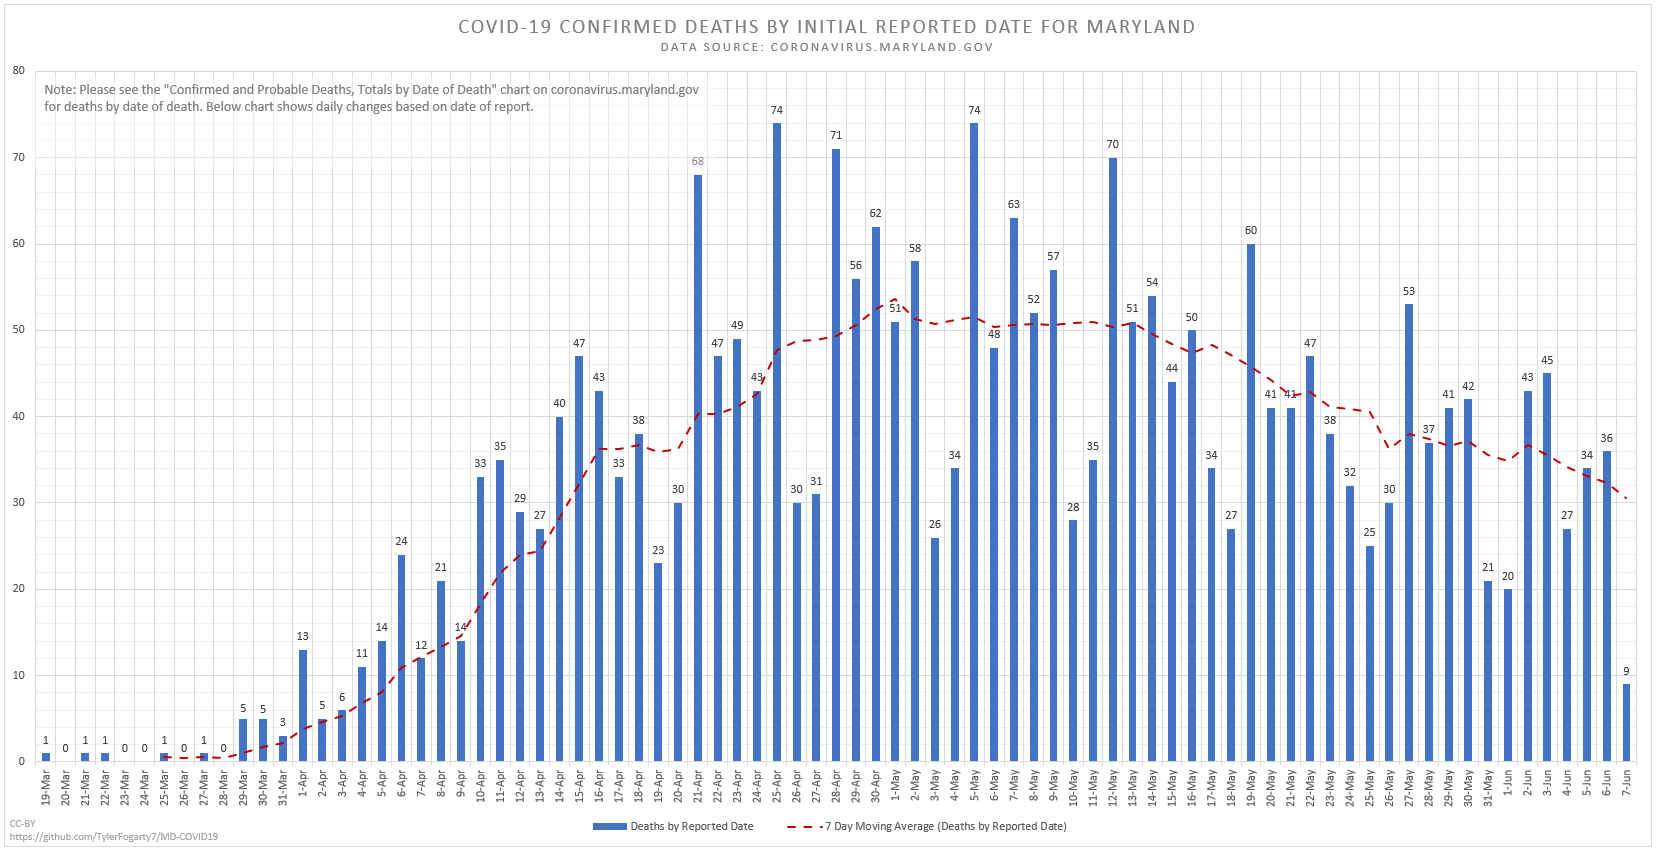 COVID-19 CONFIRMED DEATHS BY INITIAL REPORTED DATE FOR MARYLAND
DATA SOURCE: CORONAVIRUS.MARYLAND.GOV
Note: Please see the "Confirmed and Probable Deaths, Totals by Date of Death" chart on coronavirus.maryland.gov
for deaths by date of death. Below chart shows daily changes based on date of report.
80
70
60
50
40
30
20
10
0
1 0 1 1 0 0 1 0 1 0 5 5 3 13 5 6 11 14 24 12 21 14 33 35 29 27 40 47 43 33 38 23 30 68 47 49 43 74 30 31 71 56 62 51 58 26 34 74 48 63 52 57 28 35 70 51 54 44 50 34 27 60 41 41 47 38 32 25 30 53 37 41 42 21 20 43 45 27 34 36 9
19-Mar 20-Mar 21-Mar 22-Mar 23-Mar 24-Mar 25-Mar 26-Mar 27-Mar 28-Mar 29-Mar 30-Mar 31-Mar 1-Apr 2-Apr 3-Apr 4-Apr 5-Apr 6-Apr 7-Apr 8-Apr 9-Apr 10-Apr 11-Apr 12-Apr 13-Apr 14-Apr 15-Apr 16-Apr 17-Apr 18-Apr 19-Apr 20-Apr 21-Apr 22-Apr 23-Apr 24-Apr 25-Apr 26-Apr 27-Apr 28-Apr 29-Apr 30-Apr 1-May 2-May 3-May 4-May 5-May 6-May 7-May 8-May 9-May 10-May 11-May 12-May 13-May 14-May 15-May 16-May 17-May 18-May 19-May 20-May 21-May 22-May 23-May 24-May 25-May 26-May 27-May 28-May 29-May 30-May 31-May 1-Jun 2-Jun 3-Jun 4-Jun 5-Jun 6-Jun 7-Jun
CC-BY
https://github.com/TylerFogarty7/MD-COVID19
Deaths by Reported Date
7 Day Moving Average (Deaths by Reported Date)